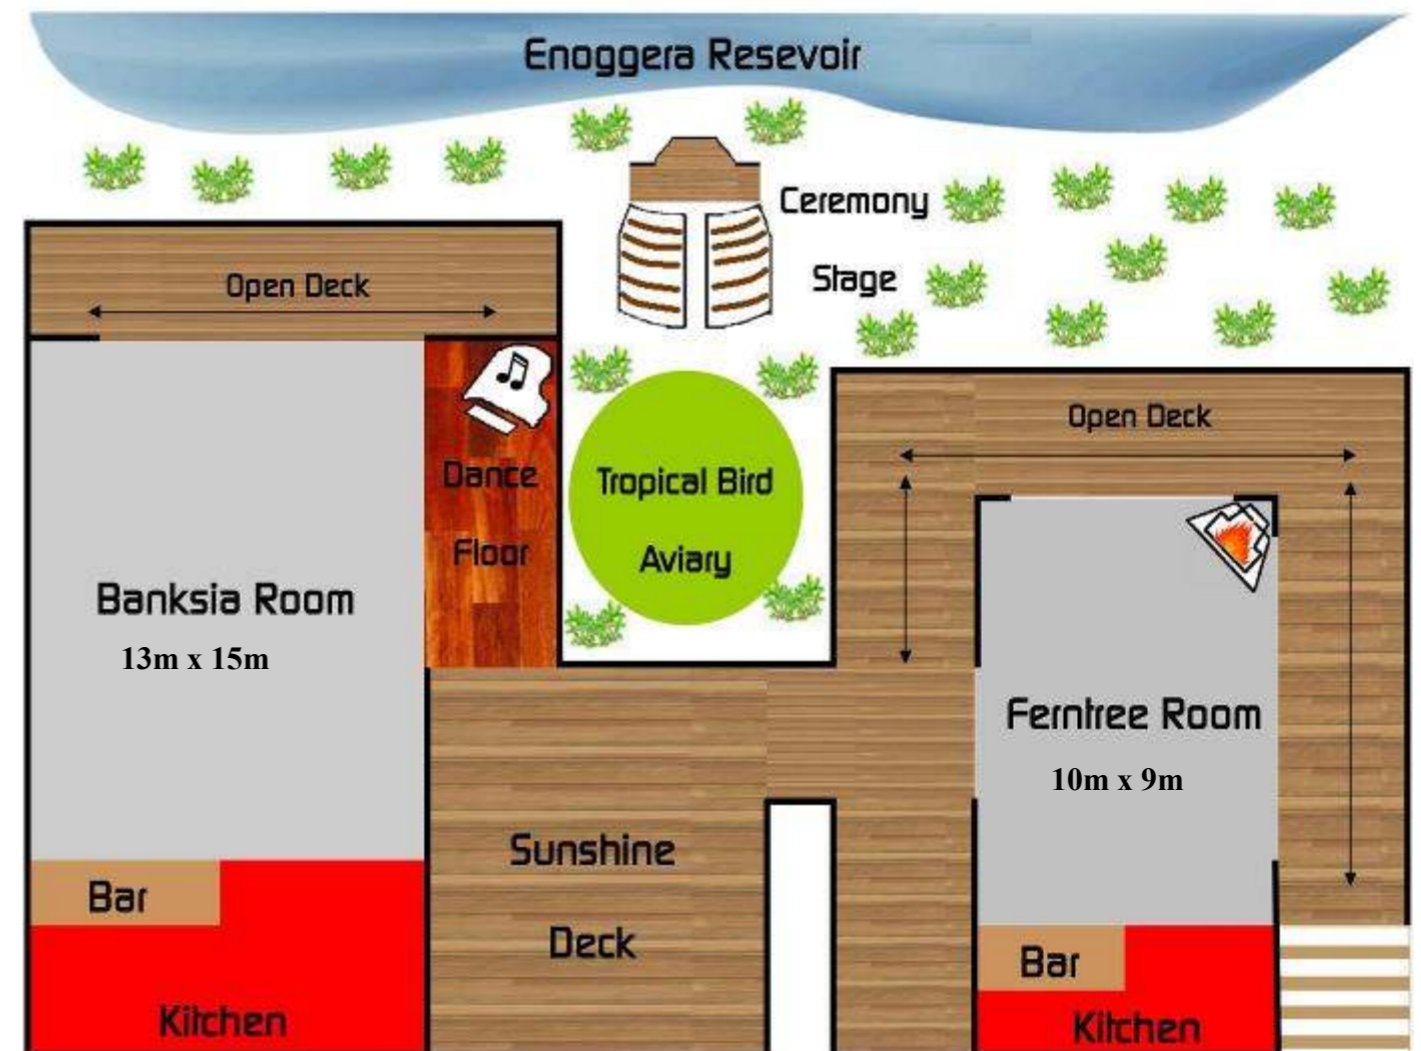 Enoggera Resevoir
Ceremony
Stage
Open Deck
Open Deck
Dance
Floor
Tropical Bird
Aviary
Banksia Room
13m x 15m
Ferntree Room
10m x 9m
Sunshine
Deck
Bar
Kitchen
Bar
Kitchen